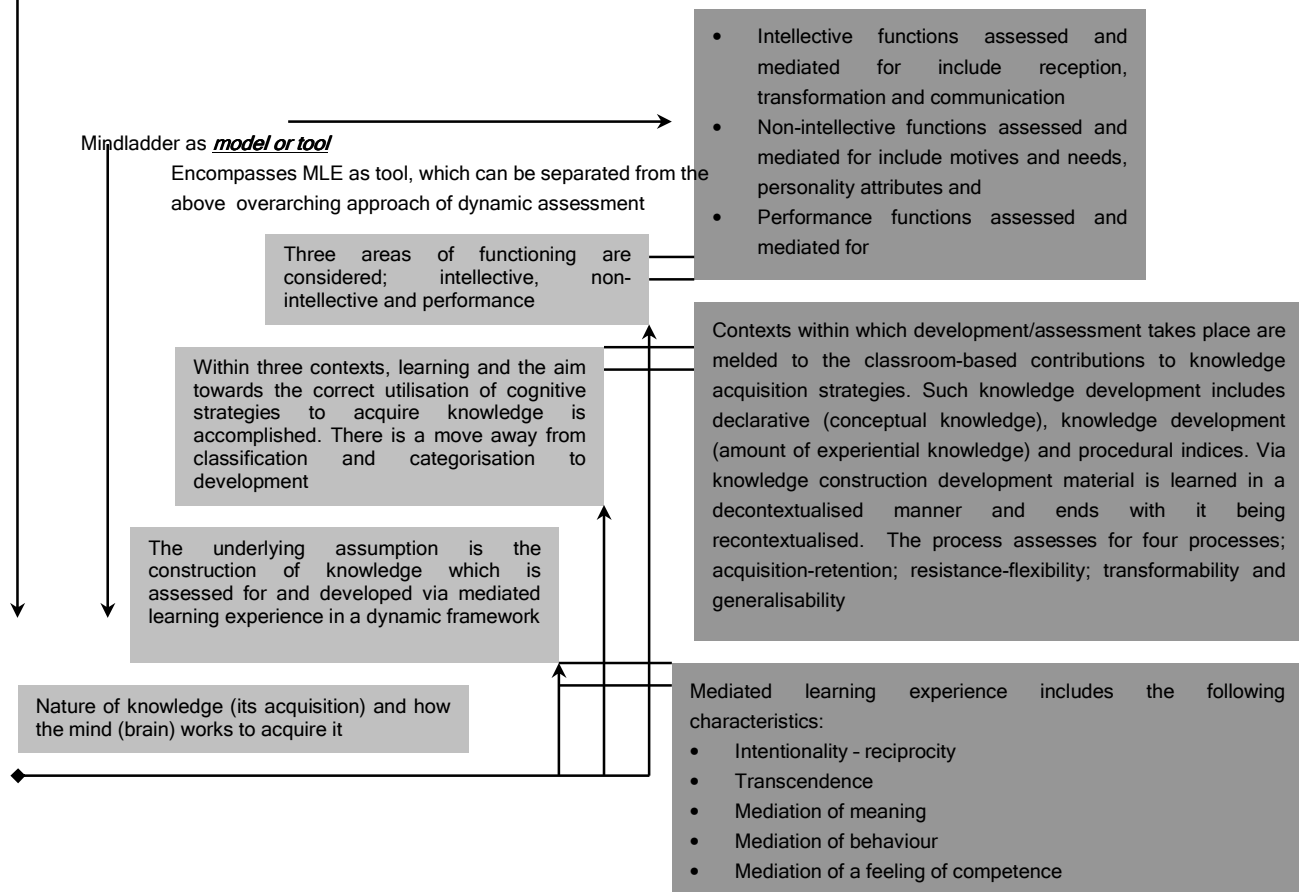 Mindladder as model or tool
Encompasses MLE as tool, which can be separated from the
above overarching approach of dynamic assessment
• Intellective functions assessed and
mediated for include reception,
transformation and communication
• Non-intellective functions assessed and
mediated for include motives and needs,
personality attributes and
• Performance functions assessed and
mediated for
Three areas of functioning are
considered; intellective, non-
intellective and performance
Within three contexts, learning and the aim
towards the correct utilisation of cognitive
strategies to acquire knowledge is
accomplished. There is a move away from
classification and categorisation to
development
Contexts within which development/assessment takes place are
melded to the classroom-based contributions to knowledge
acquisition strategies. Such knowledge development includes
declarative (conceptual knowledge), knowledge development
(amount of experiential knowledge) and procedural indices. Via
knowledge construction development material is learned in a
decontextualised manner and ends with it being
recontextualised. The process assesses for four processes;
acquisition-retention; resistance-flexibility; transformability and
generalisability
The underlying assumption is the
construction of knowledge which is
assessed for and developed via mediated
learning experience in a dynamic framework
Nature of knowledge (its acquisition) and how
the mind (brain) works to acquire it
Mediated learning experience includes the following
characteristics:
• Intentionality - reciprocity
• Transcendence
• Mediation of meaning
• Mediation of behaviour
• Mediation of a feeling of competence